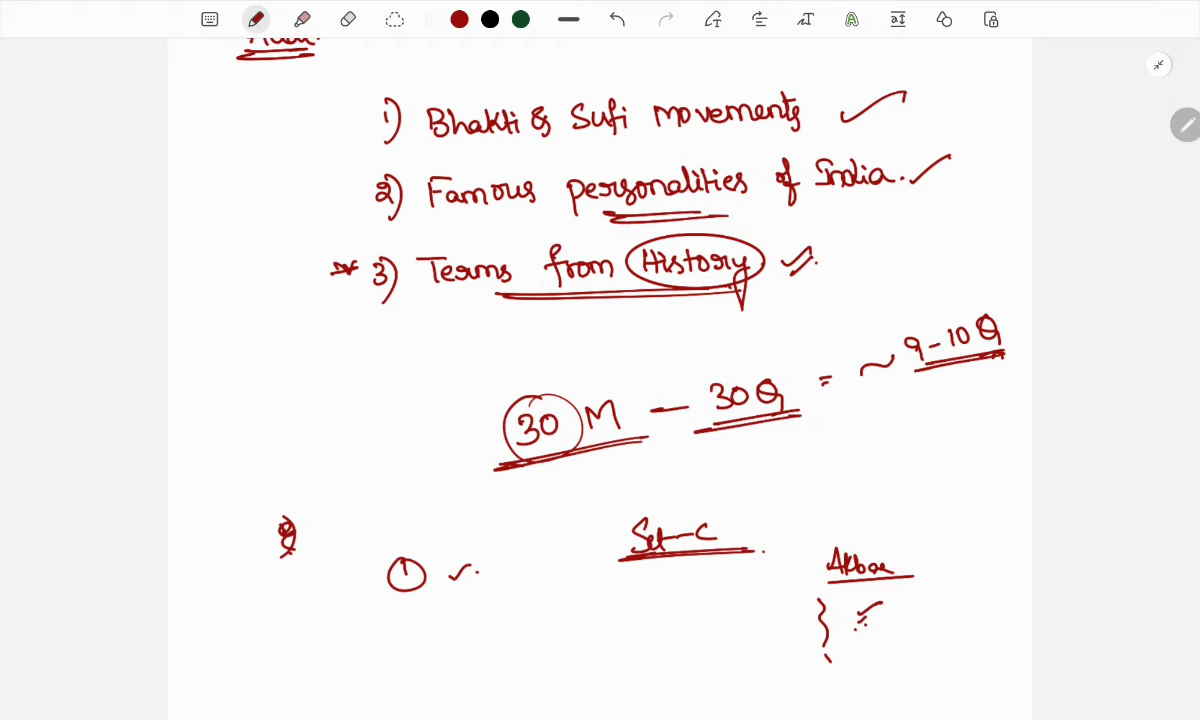 1) Bhakti & Sufi Movements
2) Famous personalities of India.
3) Terms from History
30 M - 30 Q = ~ 9-10 Q
Set-C
1
Akbar